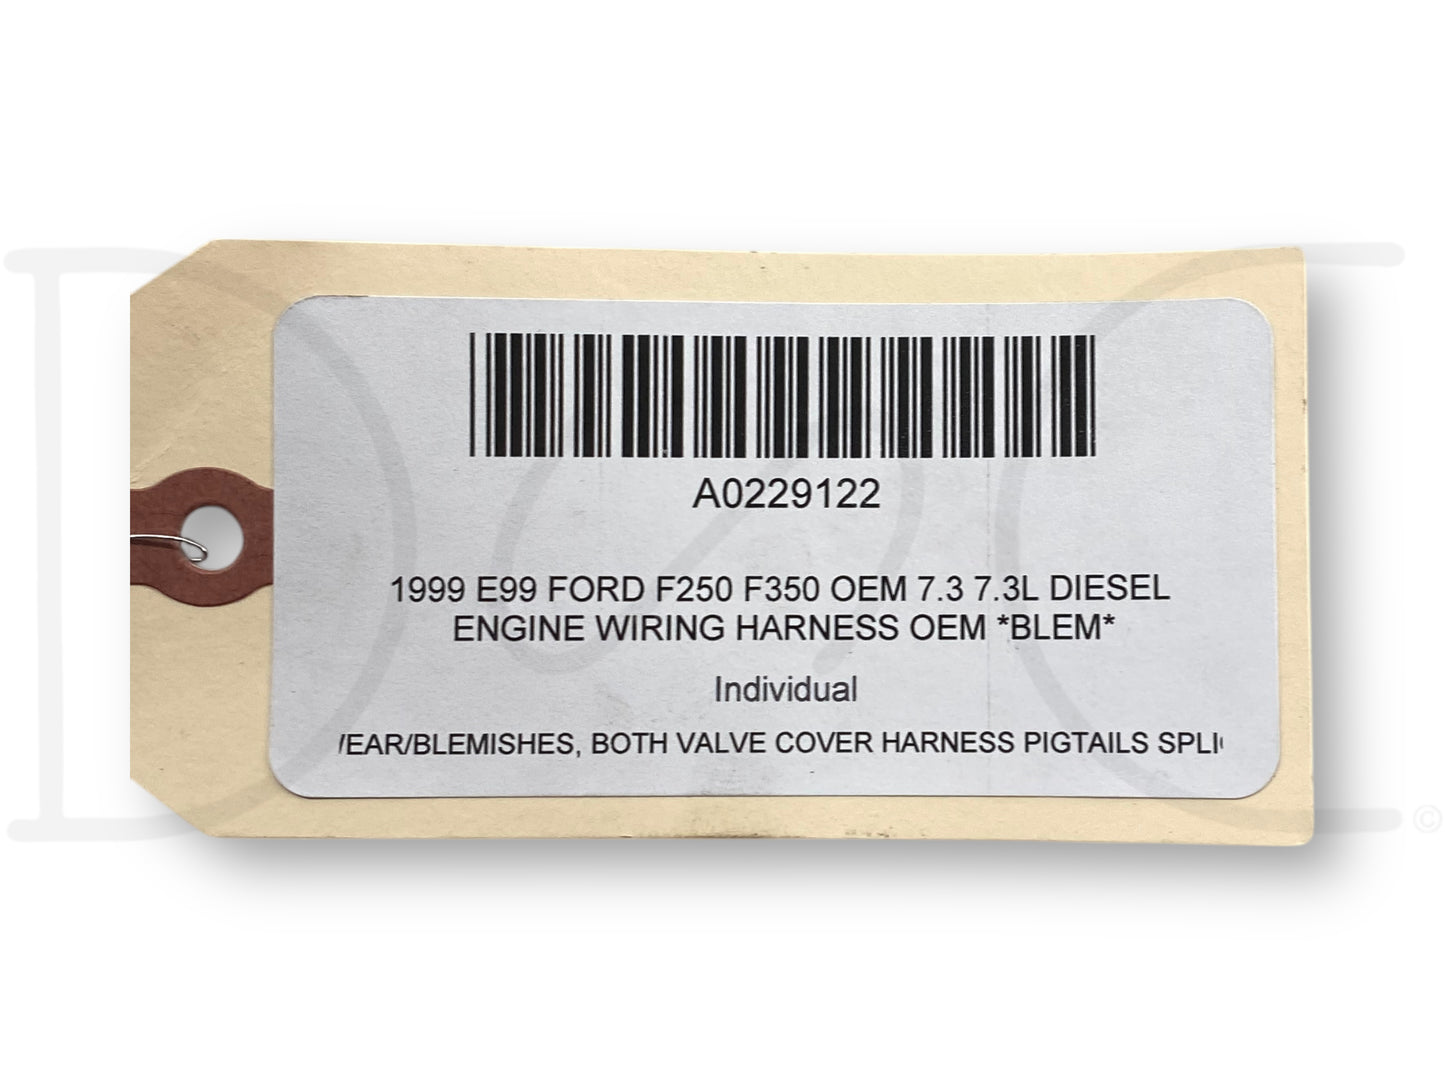 A0229122
1999 E99 FORD F250 F350 OEM 7.3 7.3L DIESEL
ENGINE WIRING HARNESS OEM *BLEM*
Individual
/EAR/BLEMISHES, BOTH VALVE COVER HARNESS PIGTAILS SPLI